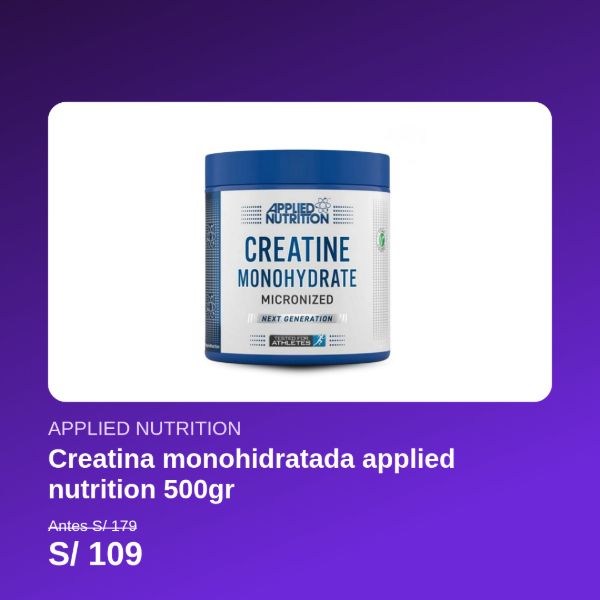 APPLIED
NUTRITION
CREATINE
MONOHYDRATE
MICRONIZED
NEXT GENERATION
TESTED FOR
ATHLETES
APPLIED NUTRITION
Creatina monohidratada applied
nutrition 500gr
Antes S/ 179
S/ 109